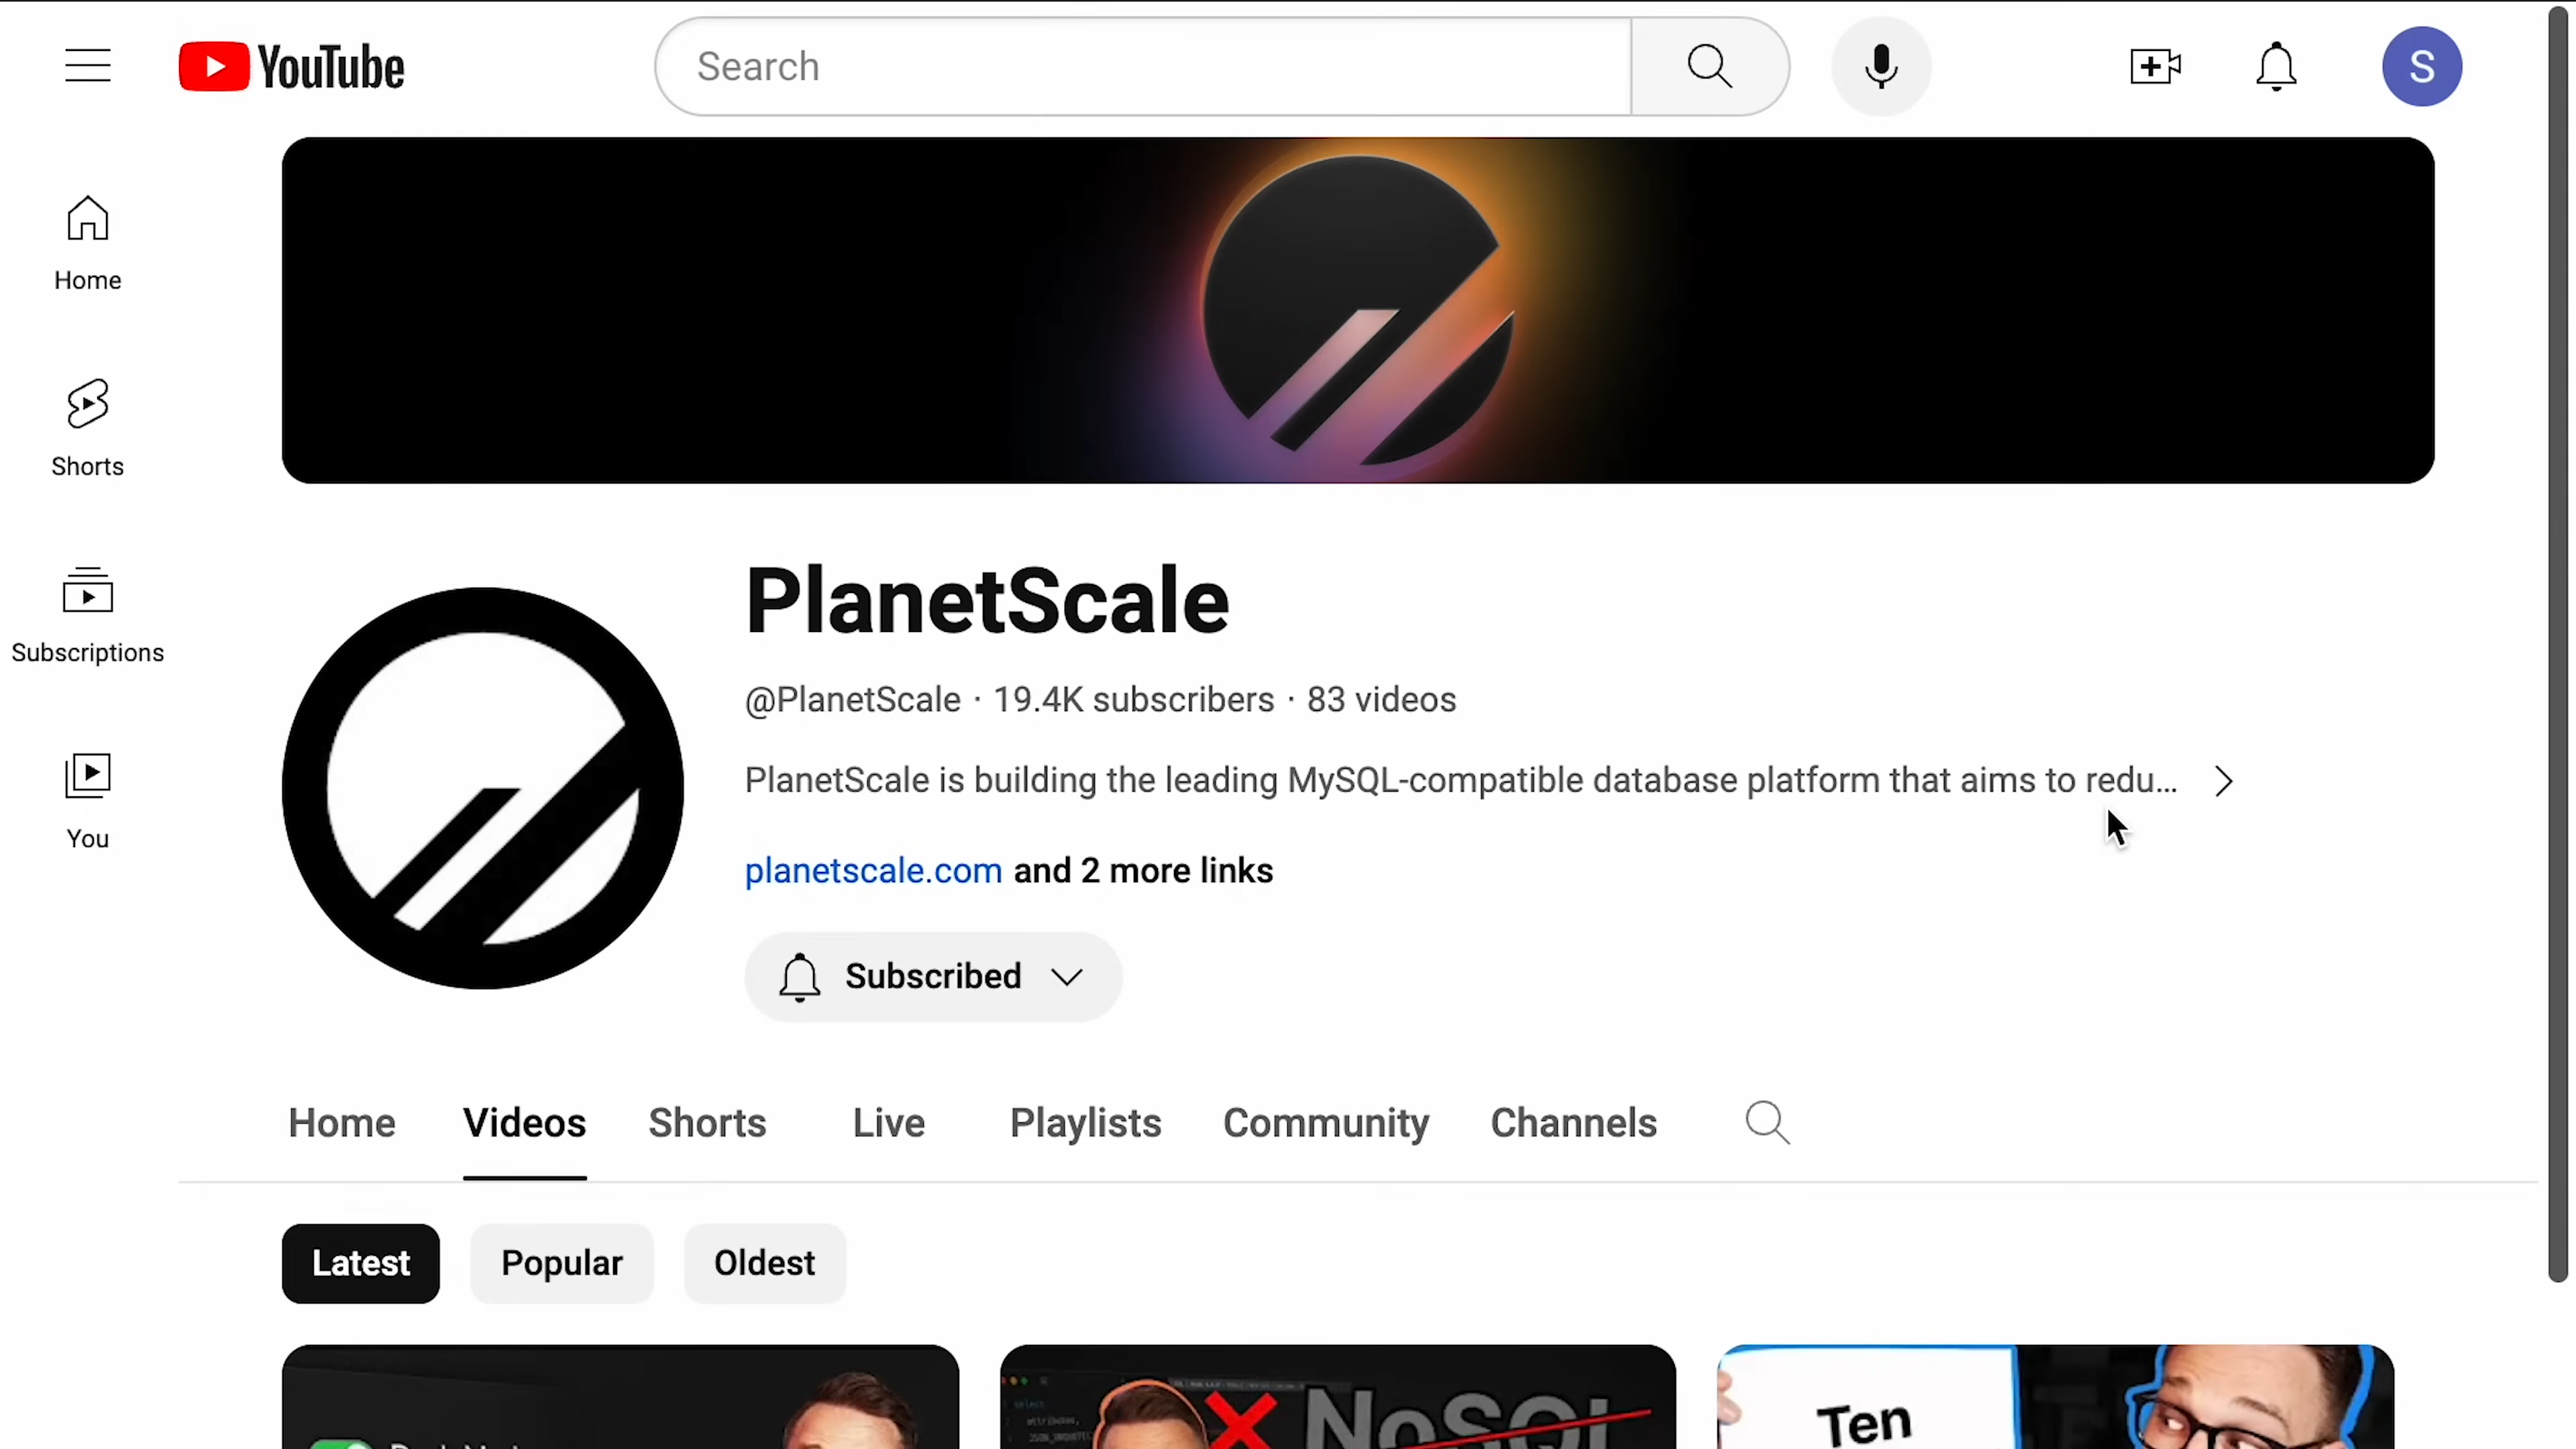 YouTube
Search
S
Home
Shorts
Subscriptions
You
PlanetScale
@PlanetScale · 19.4K subscribers · 83 videos
PlanetScale is building the leading MySQL-compatible database platform that aims to redu...
planetscale.com and 2 more links
Subscribed
Home Videos Shorts Live Playlists Community Channels
Latest Popular Oldest
NoSQL
Ten